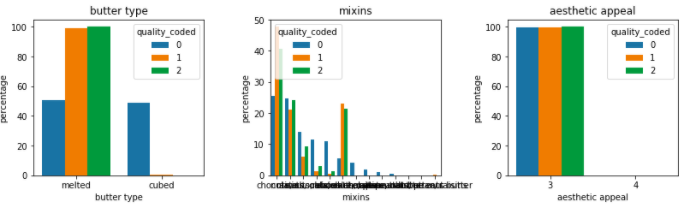 butter type
mixins
aesthetic appeal
percentage
100
80
60
40
20
0
quality_coded
0
1
2
melted
cubed
butter type
percentage
50
40
30
20
10
0
quality_coded
0
1
2
mixins
percentage
100
80
60
40
20
0
quality_coded
0
1
2
3
4
aesthetic appeal